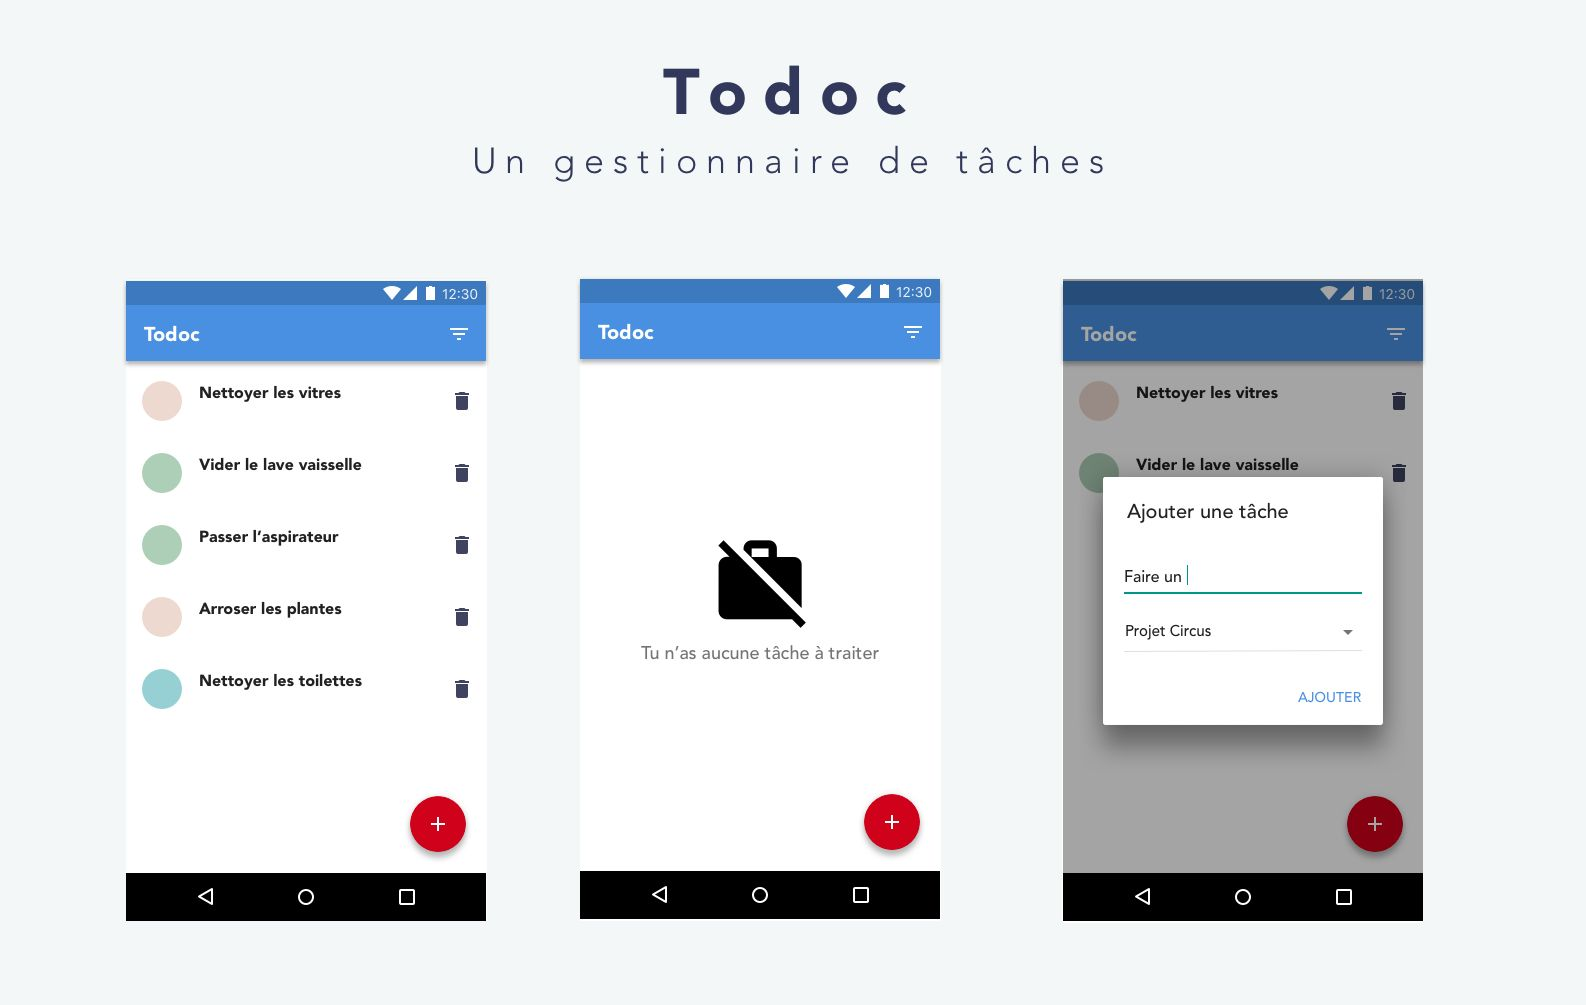 Todoc
Un gestionnaire de tâches
12:30
Todoc
Nettoyer les vitres
Vider le lave vaisselle
Passer l’aspirateur
Arroser les plantes
Nettoyer les toilettes
12:30
Todoc
Tu n’as aucune tâche à traiter
12:30
Todoc
Nettoyer les vitres
Vider le lave vaisselle
Ajouter une tâche
Faire un
Projet Circus
AJOUTER